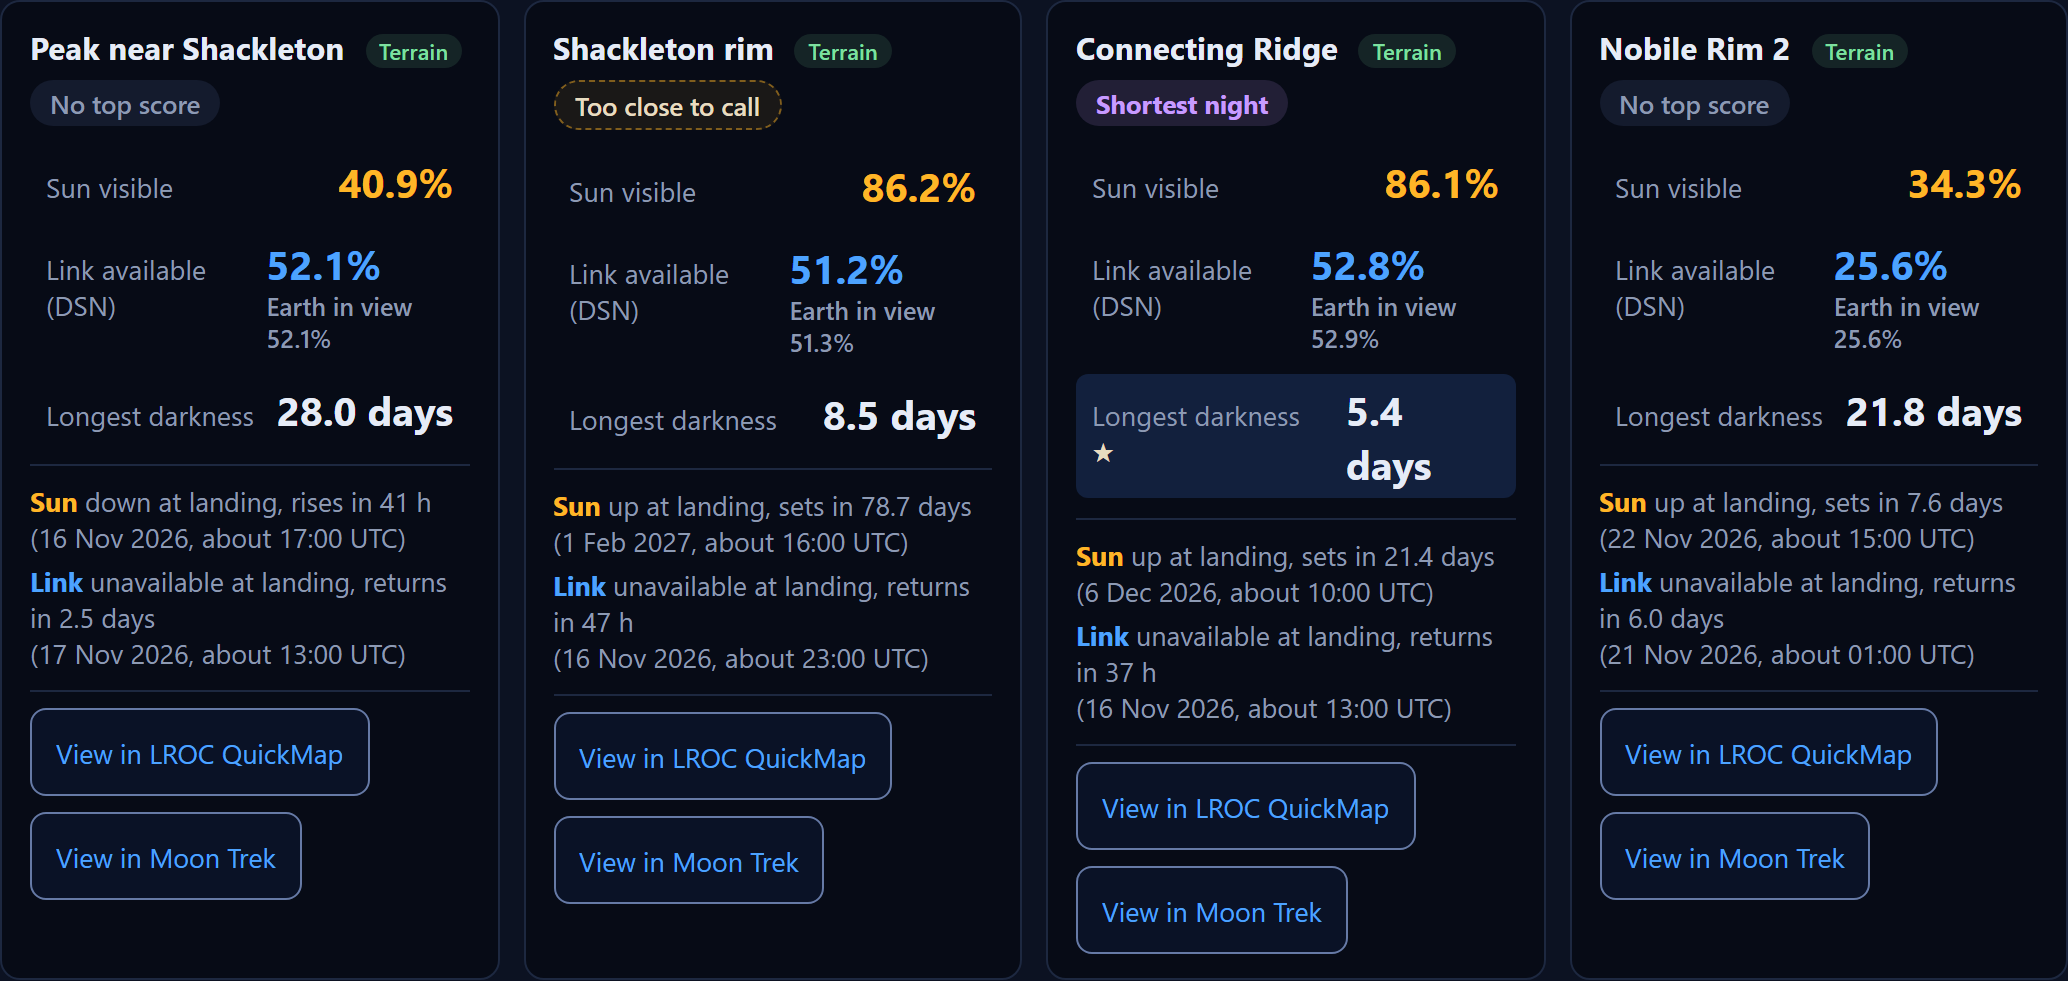 Peak near Shackleton Terrain
No top score
Sun visible 40.9%
Link available 52.1%
(DSN) Earth in view
52.1%
Longest darkness 28.0 days
Sun down at landing, rises in 41 h
(16 Nov 2026, about 17:00 UTC)
Link unavailable at landing, returns
in 2.5 days
(17 Nov 2026, about 13:00 UTC)
View in LROC QuickMap
View in Moon Trek
Shackleton rim Terrain
Too close to call
Sun visible 86.2%
Link available 51.2%
(DSN) Earth in view
51.3%
Longest darkness 8.5 days
Sun up at landing, sets in 78.7 days
(1 Feb 2027, about 16:00 UTC)
Link unavailable at landing, returns
in 47 h
(16 Nov 2026, about 23:00 UTC)
View in LROC QuickMap
View in Moon Trek
Connecting Ridge Terrain
Shortest night
Sun visible 86.1%
Link available 52.8%
(DSN) Earth in view
52.9%
Longest darkness 5.4
★ days
Sun up at landing, sets in 21.4 days
(6 Dec 2026, about 10:00 UTC)
Link unavailable at landing, returns
in 37 h
(16 Nov 2026, about 13:00 UTC)
View in LROC QuickMap
View in Moon Trek
Nobile Rim 2 Terrain
No top score
Sun visible 34.3%
Link available 25.6%
(DSN) Earth in view
25.6%
Longest darkness 21.8 days
Sun up at landing, sets in 7.6 days
(22 Nov 2026, about 15:00 UTC)
Link unavailable at landing, returns
in 6.0 days
(21 Nov 2026, about 01:00 UTC)
View in LROC QuickMap
View in Moon Trek